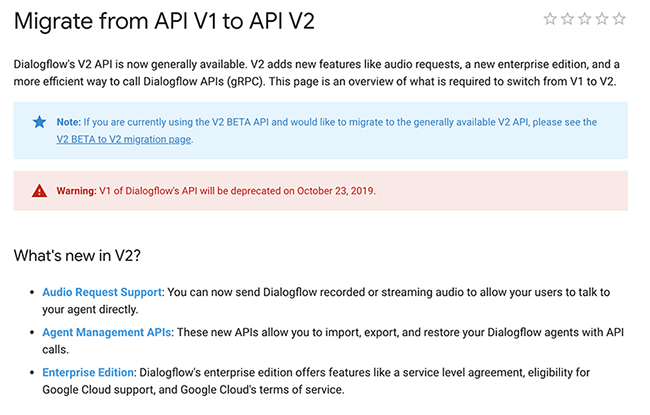 Migrate from API V1 to API V2
Dialogflow's V2 API is now generally available. V2 adds new features like audio requests, a new enterprise edition, and a
more efficient way to call Dialogflow APIs (gRPC). This page is an overview of what is required to switch from V1 to V2.
Note: If you are currently using the V2 BETA API and would like to migrate to the generally available V2 API, please see the
V2 BETA to V2 migration page.
Warning: V1 of Dialogflow's API will be deprecated on October 23, 2019.
What's new in V2?
• Audio Request Support: You can now send Dialogflow recorded or streaming audio to allow your users to talk to
your agent directly.
• Agent Management APIs: These new APIs allow you to import, export, and restore your Dialogflow agents with API
calls.
• Enterprise Edition: Dialogflow's enterprise edition offers features like a service level agreement, eligibility for
Google Cloud support, and Google Cloud's terms of service.